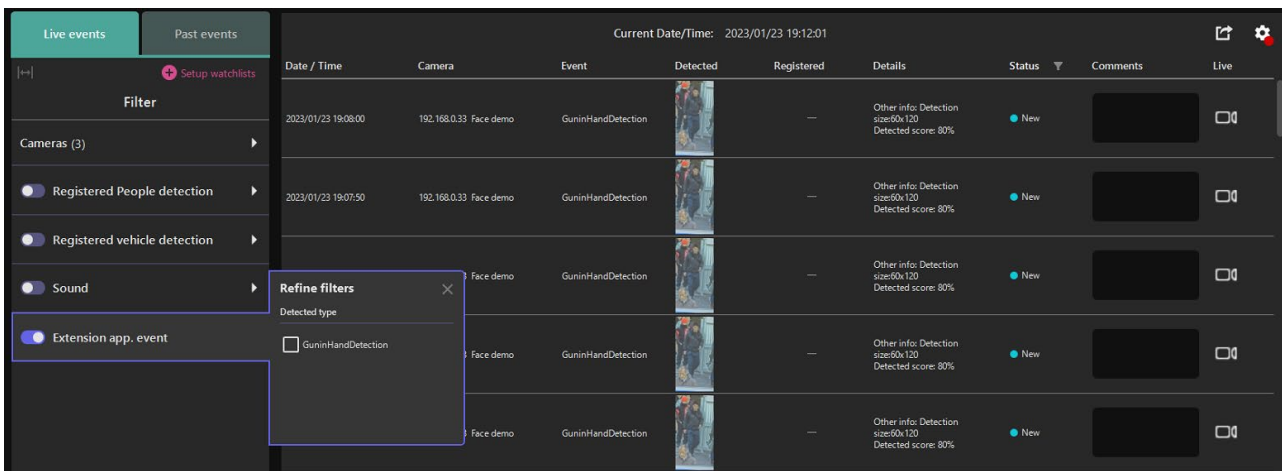 Live events
Past events
Current Date/Time: 2023/01/23 19:12:01
Setup watchlists
Filter
Cameras (3)
Registered People detection
Registered vehicle detection
Sound
Extension app. event
Refine filters
Detected type
GuninHandDetection
Date / Time Camera Event Detected Registered Details Status Comments Live
2023/01/23 19:08:00 192.168.0.33 Face demo GuninHandDetection —
Other info: Detection
size:60x120
Detected score: 80%
New
2023/01/23 19:07:50 192.168.0.33 Face demo GuninHandDetection —
Other info: Detection
size:60x120
Detected score: 80%
New
Face demo GuninHandDetection —
Other info: Detection
size:60x120
Detected score: 80%
New
Face demo GuninHandDetection —
Other info: Detection
size:60x120
Detected score: 80%
New
Face demo GuninHandDetection —
Other info: Detection
size:60x120
Detected score: 80%
New